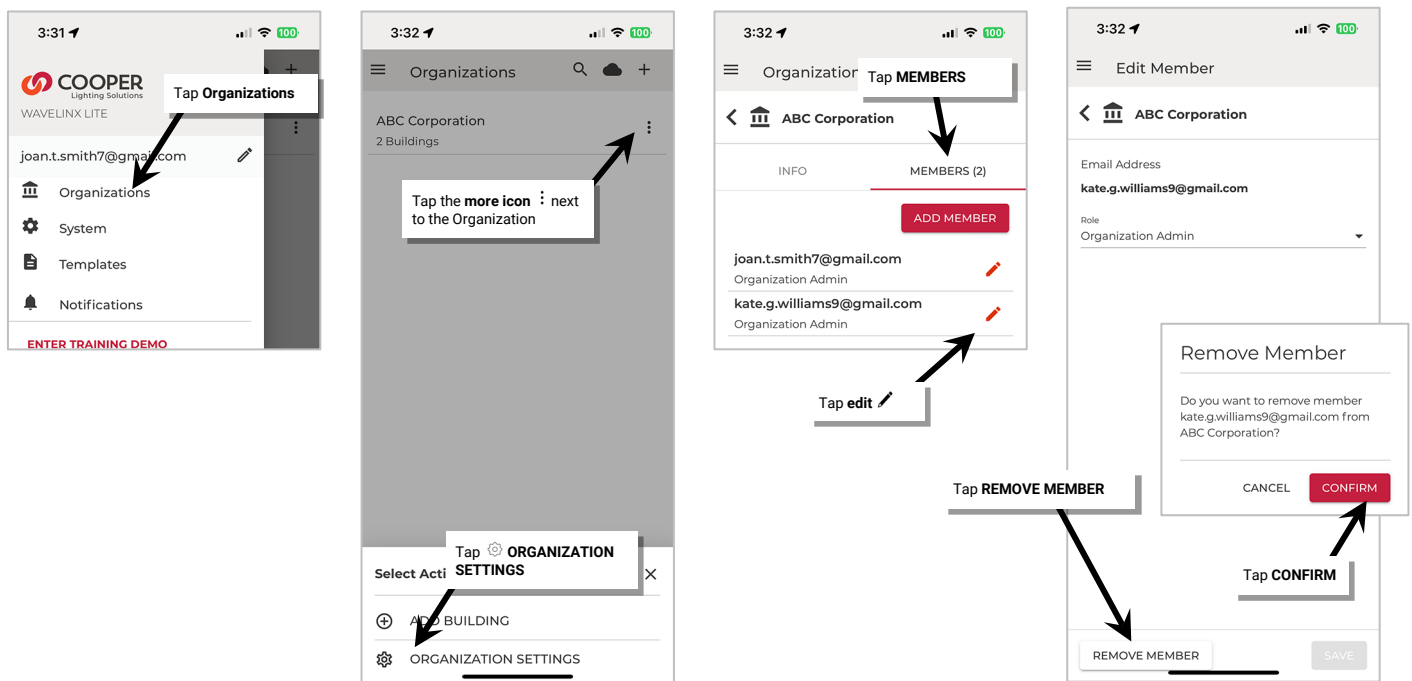 3:31
100
COOPER
Lighting Solutions
WAVELINX LITE
Tap Organizations
joan.t.smith7@gmail.com
Organizations
System
Templates
Notifications
ENTER TRAINING DEMO
3:32
100
Organizations
ABC Corporation
2 Buildings
Tap the more icon ⋮ next
to the Organization
Tap ORGANIZATION
SETTINGS
Select Acti
ADD BUILDING
ORGANIZATION SETTINGS
3:32
100
Organization
Tap MEMBERS
ABC Corporation
INFO
MEMBERS (2)
ADD MEMBER
joan.t.smith7@gmail.com
Organization Admin
kate.g.williams9@gmail.com
Organization Admin
Tap edit
3:32
100
Edit Member
ABC Corporation
Email Address
kate.g.williams9@gmail.com
Role
Organization Admin
Remove Member
Do you want to remove member
kate.g.williams9@gmail.com from
ABC Corporation?
CANCEL
CONFIRM
Tap REMOVE MEMBER
Tap CONFIRM
REMOVE MEMBER
SAVE